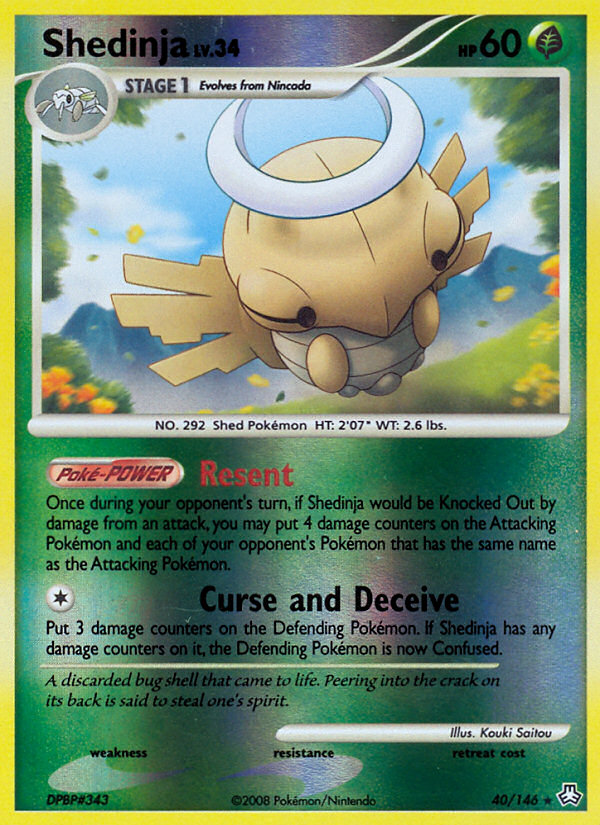 Shedinja LV.34 HP 60
STAGE 1 Evolves from Nincada
NO. 292 Shed Pokémon HT: 2'07" WT: 2.6 lbs.
Poké-POWER Resent
Once during your opponent's turn, if Shedinja would be Knocked Out by
damage from an attack, you may put 4 damage counters on the Attacking
Pokémon and each of your opponent's Pokémon that has the same name
as the Attacking Pokémon.
Curse and Deceive
Put 3 damage counters on the Defending Pokémon. If Shedinja has any
damage counters on it, the Defending Pokémon is now Confused.
A discarded bug shell that came to life. Peering into the crack on
its back is said to steal one's spirit.
Illus. Kouki Saitou
weakness resistance retreat cost
DPBP#343 ©2008 Pokémon/Nintendo 40/146 ★